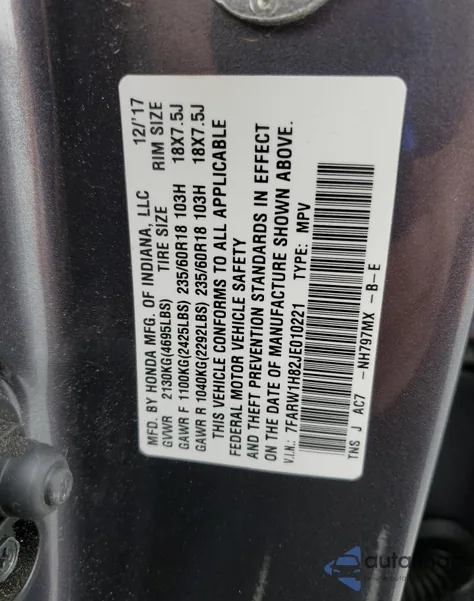 MFD. BY HONDA MFG. OF INDIANA, LLC 12/'17
GVWR 2130KG(4695LBS) TIRE SIZE RIM SIZE
GAWR F 1100KG(2425LBS) 235/60R18 103H 18X7.5J
GAWR R 1040KG(2292LBS) 235/60R18 103H 18X7.5J
THIS VEHICLE CONFORMS TO ALL APPLICABLE
FEDERAL MOTOR VEHICLE SAFETY
AND THEFT PREVENTION STANDARDS IN EFFECT
ON THE DATE OF MANUFACTURE SHOWN ABOVE.
V.I.N.: 7FARW1H82JE010221 TYPE: MPV
TNS J AC7 -NH797MX -B-E